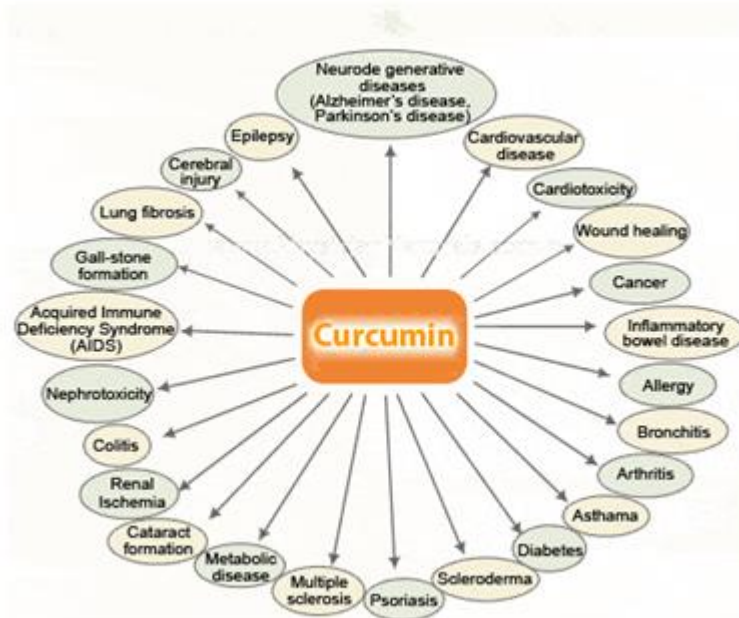 Neurode generative
diseases
(Alzheimer's disease,
Parkinson's disease)
Cardiovascular
disease
Cardiotoxicity
Wound healing
Cancer
Inflammatory
bowel disease
Allergy
Bronchitis
Arthritis
Asthama
Diabetes
Scleroderma
Psoriasis
Multiple
sclerosis
Metabolic
disease
Cataract
formation
Renal
Ischemia
Colitis
Nephrotoxicity
Acquired Immune
Deficiency Syndrome
(AIDS)
Gall-stone
formation
Lung fibrosis
Cerebral
injury
Epilepsy
Curcumin